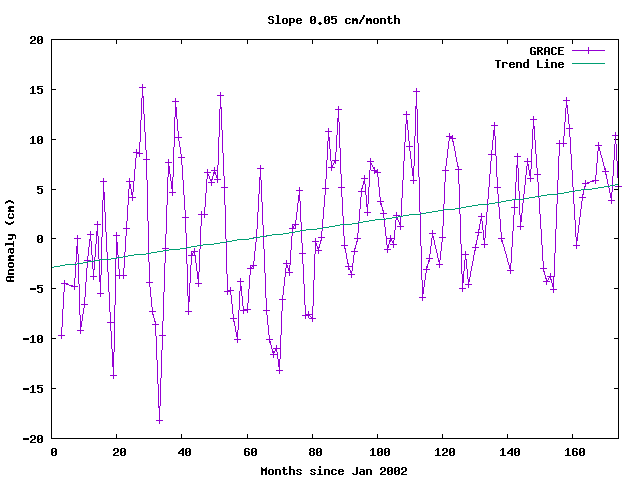 Slope 0.05 cm/month
GRACE
Trend Line
20
15
10
5
0
-5
-10
-15
-20
Anomaly (cm)
0 20 40 60 80 100 120 140 160
Months since Jan 2002